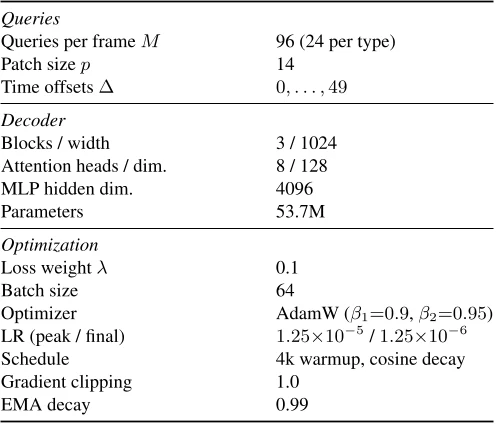 Queries
Queries per frame M 96 (24 per type)
Patch size p 14
Time offsets Δ 0, . . . , 49
Decoder
Blocks / width 3 / 1024
Attention heads / dim. 8 / 128
MLP hidden dim. 4096
Parameters 53.7M
Optimization
Loss weight λ 0.1
Batch size 64
Optimizer AdamW (β₁=0.9, β₂=0.95)
LR (peak / final) 1.25×10⁻⁵ / 1.25×10⁻⁶
Schedule 4k warmup, cosine decay
Gradient clipping 1.0
EMA decay 0.99